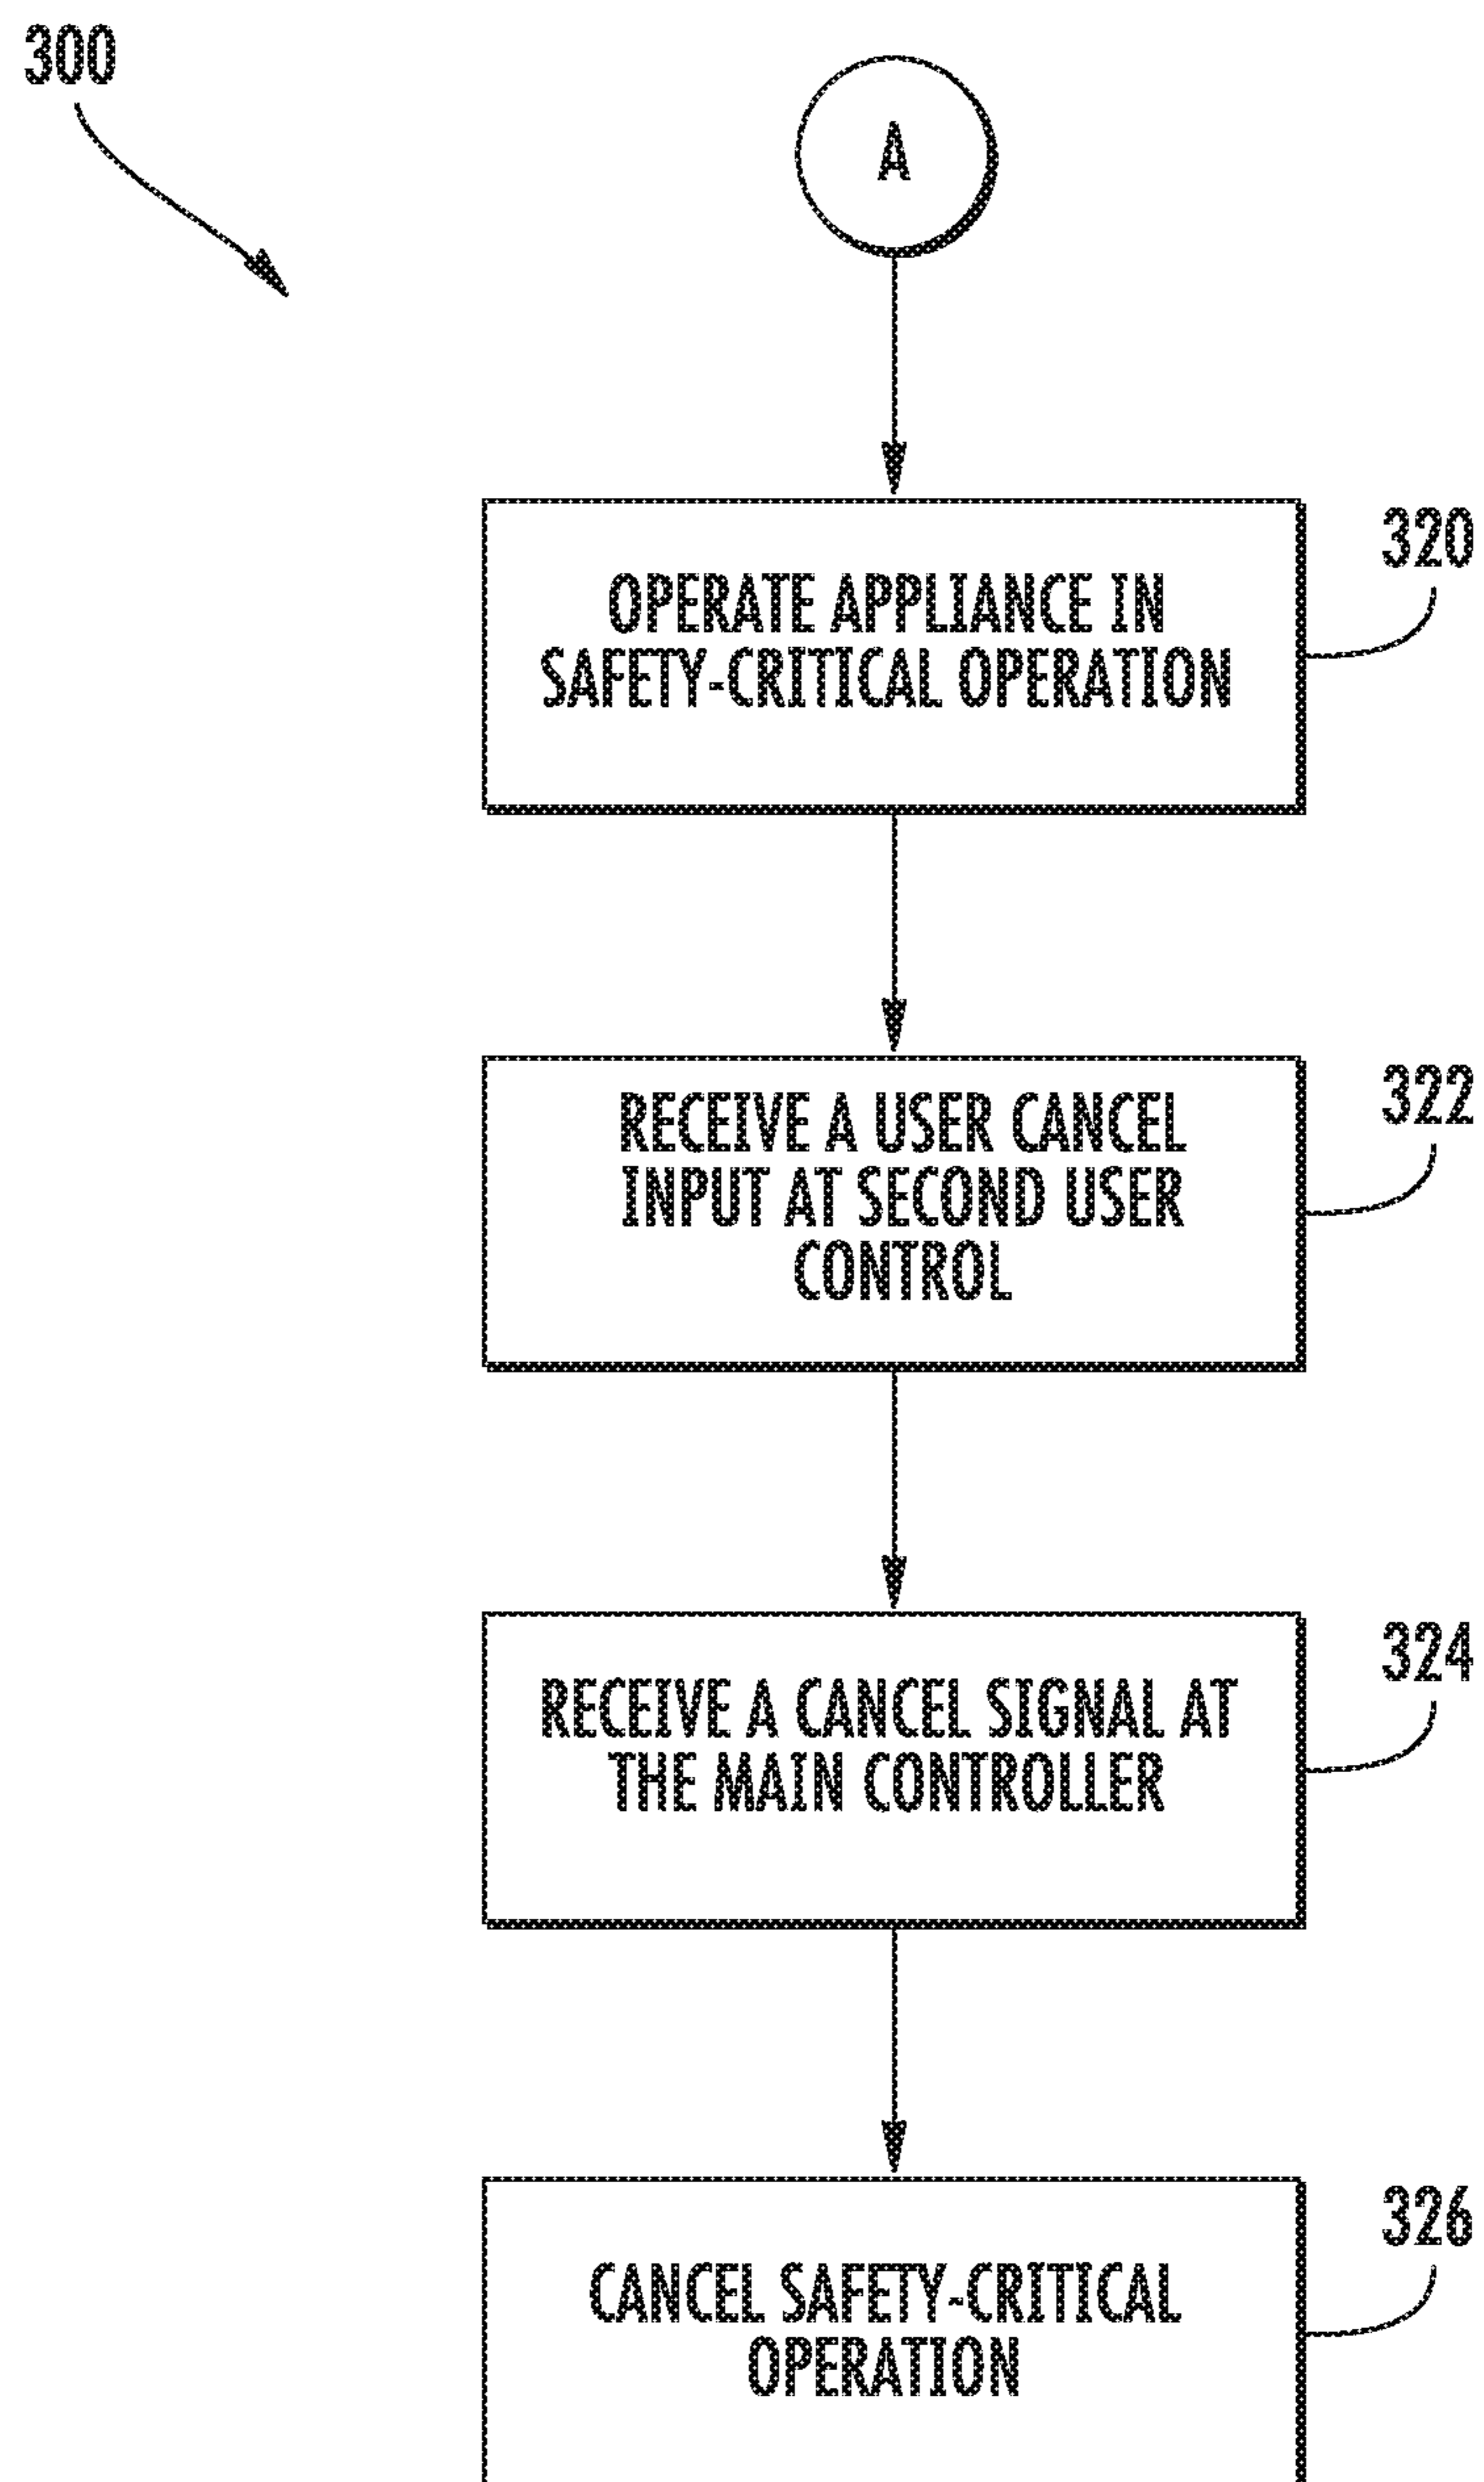 300
A
OPERATE APPLIANCE IN
SAFETY-CRITICAL OPERATION
320
RECEIVE A USER CANCEL
INPUT AT SECOND USER
CONTROL
322
RECEIVE A CANCEL SIGNAL AT
THE MAIN CONTROLLER
324
CANCEL SAFETY-CRITICAL
OPERATION
326